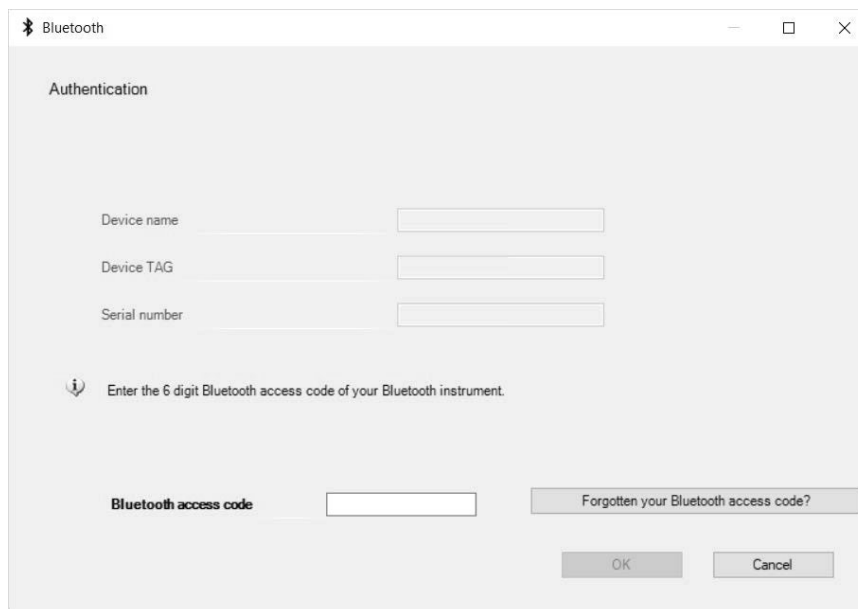 Bluetooth
Authentication
Device name
Device TAG
Serial number
Enter the 6 digit Bluetooth access code of your Bluetooth instrument.
Bluetooth access code
Forgotten your Bluetooth access code?
OK
Cancel